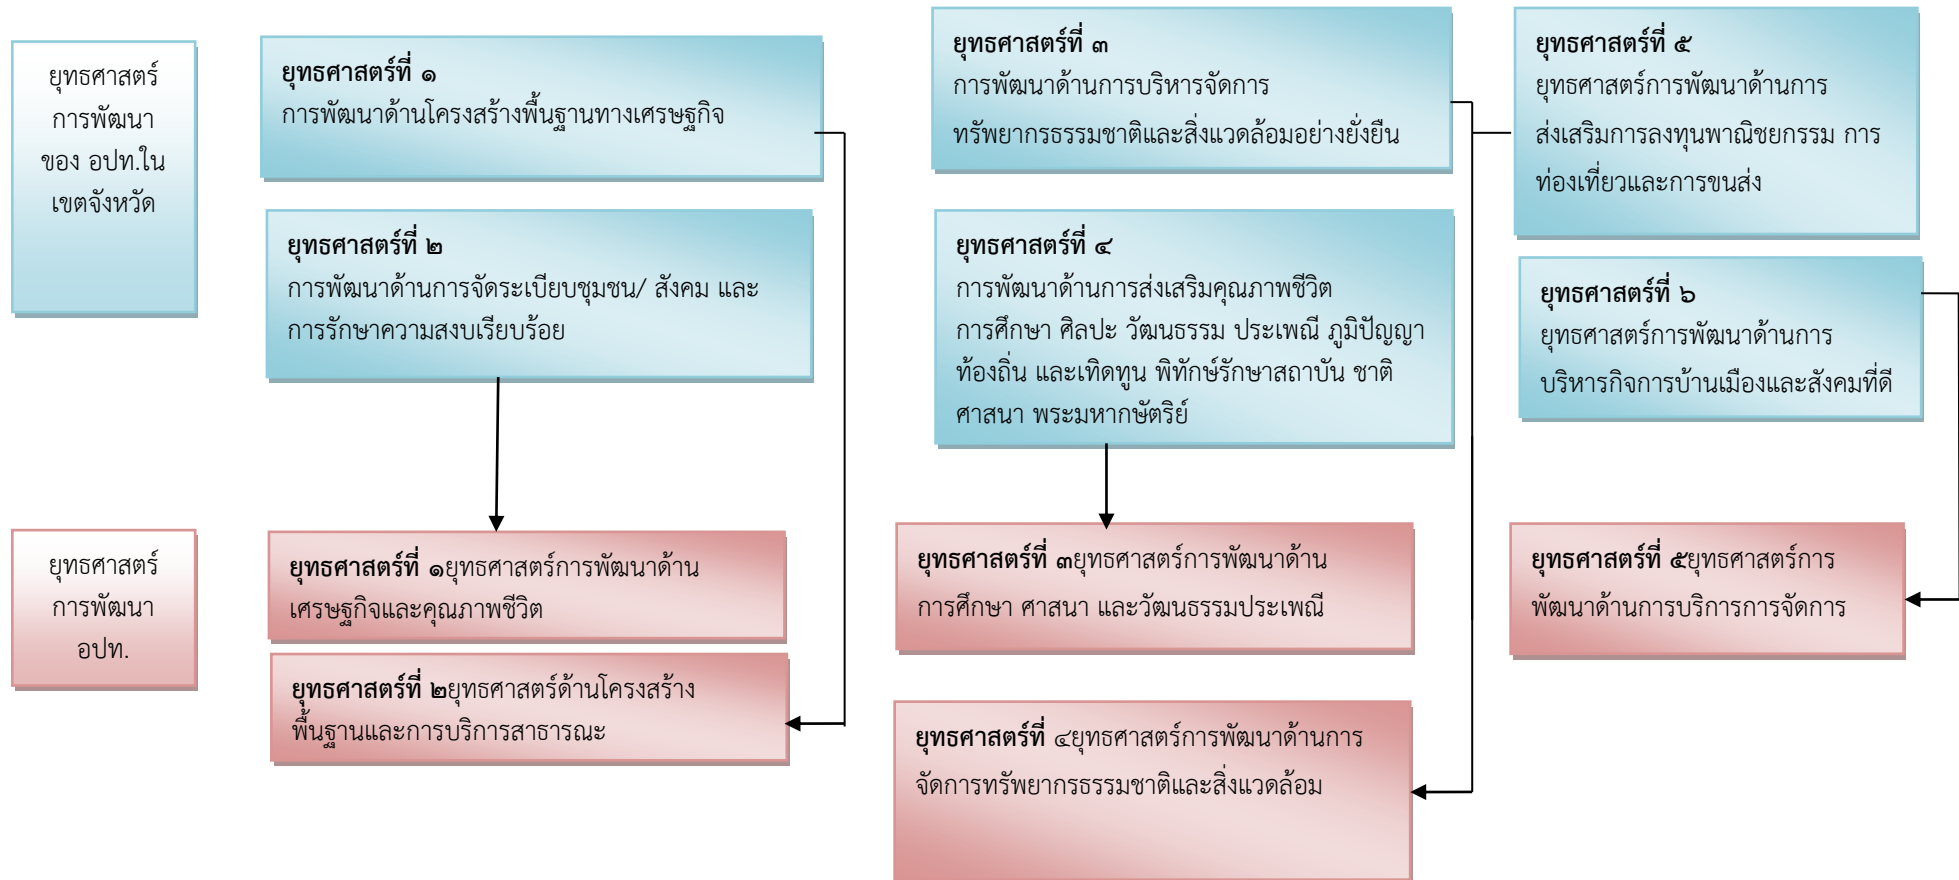 ยุทธศาสตร์
การพัฒนา
ของ อปท.ใน
เขตจังหวัด
ยุทธศาสตร์ที่ ๑
การพัฒนาด้านโครงสร้างพื้นฐานทางเศรษฐกิจ
ยุทธศาสตร์ที่ ๒
การพัฒนาด้านการจัดระเบียบชุมชน/ สังคม และ
การรักษาความสงบเรียบร้อย
ยุทธศาสตร์ที่ ๓
การพัฒนาด้านการบริหารจัดการ
ทรัพยากรธรรมชาติและสิ่งแวดล้อมอย่างยั่งยืน
ยุทธศาสตร์ที่ ๔
การพัฒนาด้านการส่งเสริมคุณภาพชีวิต
การศึกษา ศิลปะ วัฒนธรรม ประเพณี ภูมิปัญญา
ท้องถิ่น และเทิดทูน พิทักษ์รักษาสถาบัน ชาติ
ศาสนา พระมหากษัตริย์
ยุทธศาสตร์ที่ ๕
ยุทธศาสตร์การพัฒนาด้านการ
ส่งเสริมการลงทุนพาณิชยกรรม การ
ท่องเที่ยวและการขนส่ง
ยุทธศาสตร์ที่ ๖
ยุทธศาสตร์การพัฒนาด้านการ
บริหารกิจการบ้านเมืองและสังคมที่ดี
ยุทธศาสตร์
การพัฒนา
อปท.
ยุทธศาสตร์ที่ ๑ยุทธศาสตร์การพัฒนาด้าน
เศรษฐกิจและคุณภาพชีวิต
ยุทธศาสตร์ที่ ๒ยุทธศาสตร์ด้านโครงสร้าง
พื้นฐานและการบริการสาธารณะ
ยุทธศาสตร์ที่ ๓ยุทธศาสตร์การพัฒนาด้าน
การศึกษา ศาสนา และวัฒนธรรมประเพณี
ยุทธศาสตร์ที่ ๔ยุทธศาสตร์การพัฒนาด้านการ
จัดการทรัพยากรธรรมชาติและสิ่งแวดล้อม
ยุทธศาสตร์ที่ ๕ยุทธศาสตร์การ
พัฒนาด้านการบริการการจัดการ